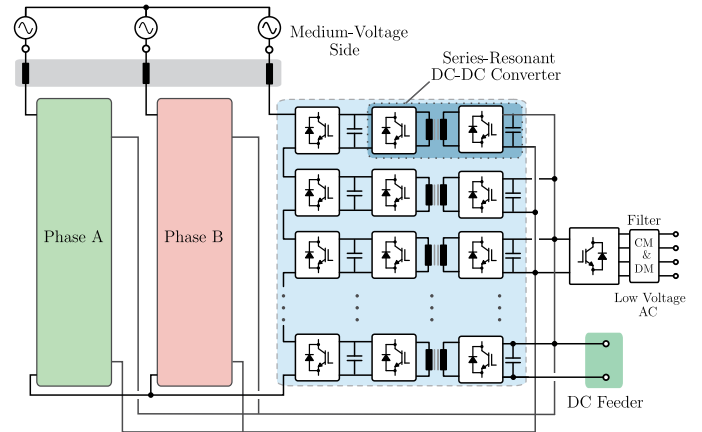 Medium-Voltage
Side
Series-Resonant
DC-DC Converter
Phase A
Phase B
Filter
CM
&
DM
Low Voltage
AC
DC Feeder